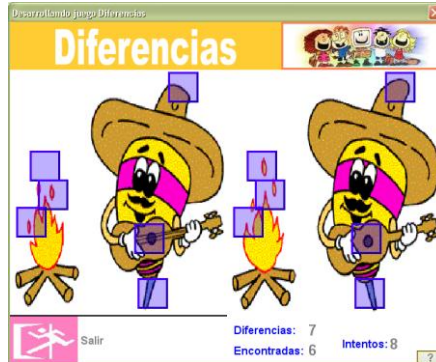 Desarrollando juego Diferencias
Diferencias
Salir
Diferencias: 7
Encontradas: 6
Intentos: 8
?